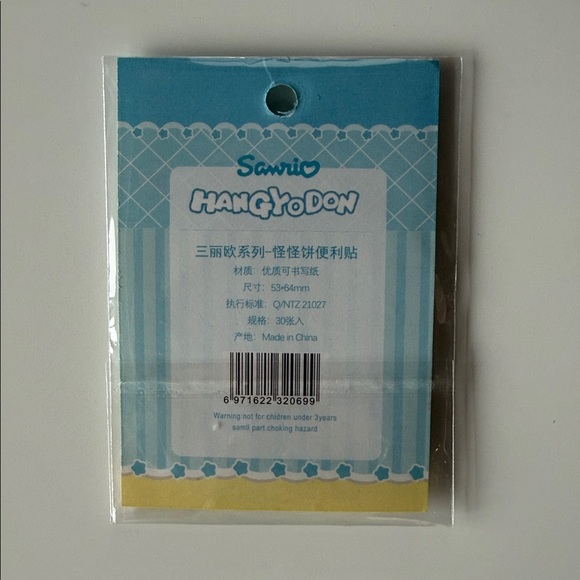 Sanrio
HANGYODON
三丽欧系列-怪怪饼便利贴
材质：优质可书写纸
尺寸：53*64mm
执行标准：Q/NTZ 21027
规格：30张入
产地：Made in China
6 971622 320699
Warning:not for chidren under 3years
samll part.choking hazard